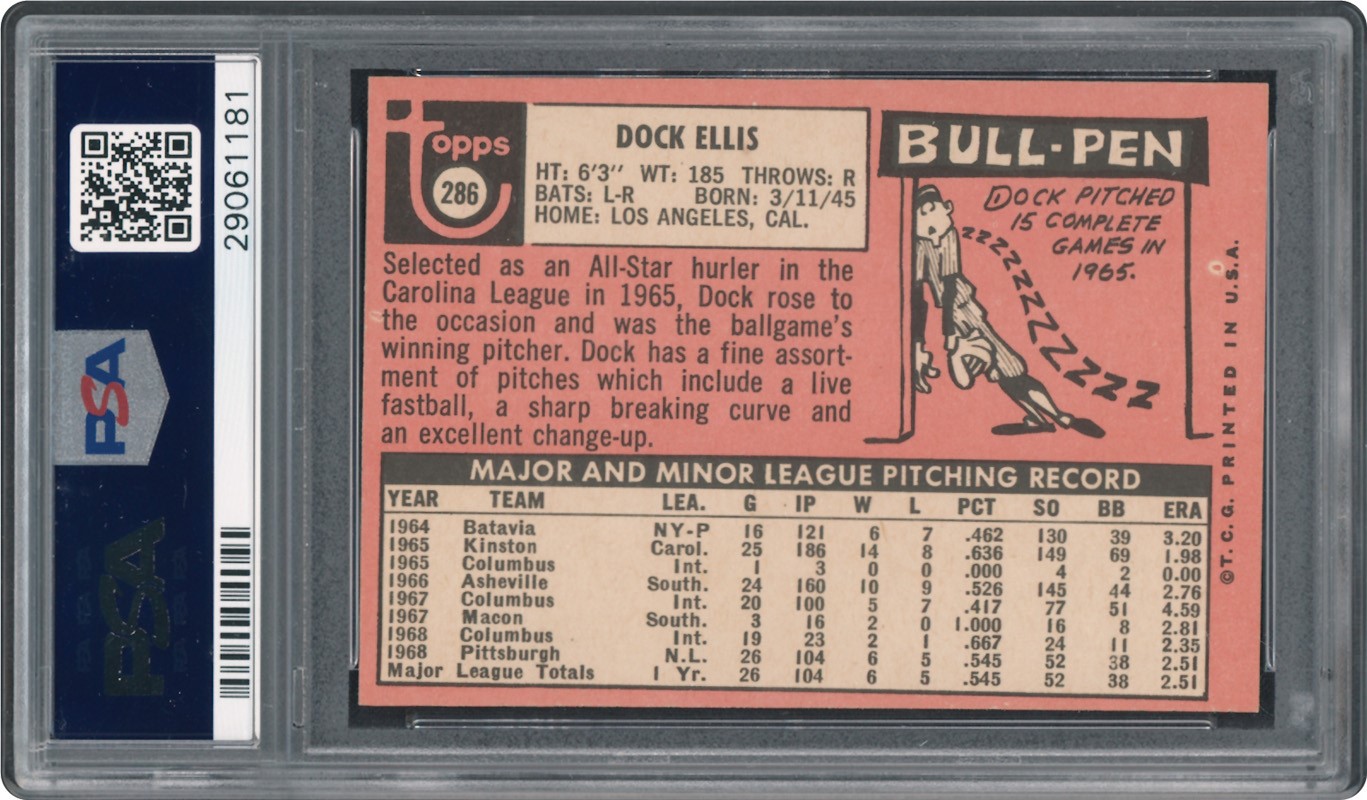 29061181
PSA
PSA
Topps
286
DOCK ELLIS
HT: 6'3" WT: 185 THROWS: R
BATS: L-R BORN: 3/11/45
HOME: LOS ANGELES, CAL.
Selected as an All-Star hurler in the
Carolina League in 1965, Dock rose to
the occasion and was the ballgame's
winning pitcher. Dock has a fine assort-
ment of pitches which include a live
fastball, a sharp breaking curve and
an excellent change-up.
BULL-PEN
DOCK PITCHED
15 COMPLETE
GAMES IN
1965.
ZZZZZZZZZZZZZ
MAJOR AND MINOR LEAGUE PITCHING RECORD
YEAR TEAM LEA. G IP W L PCT SO BB ERA
1964 Batavia NY-P 16 121 6 7 .462 130 39 3.20
1965 Kinston Carol. 25 186 14 8 .636 149 69 1.98
1965 Columbus Int. 1 3 0 0 .000 4 2 0.00
1966 Asheville South. 24 160 10 9 .526 145 44 2.76
1967 Columbus Int. 20 100 5 7 .417 77 51 4.59
1967 Macon South. 3 16 2 0 1.000 16 8 2.81
1968 Columbus Int. 19 23 2 1 .667 24 11 2.35
1968 Pittsburgh N.L. 26 104 6 5 .545 52 38 2.51
Major League Totals 1 Yr. 26 104 6 5 .545 52 38 2.51
©T. C. G. PRINTED IN U.S.A.